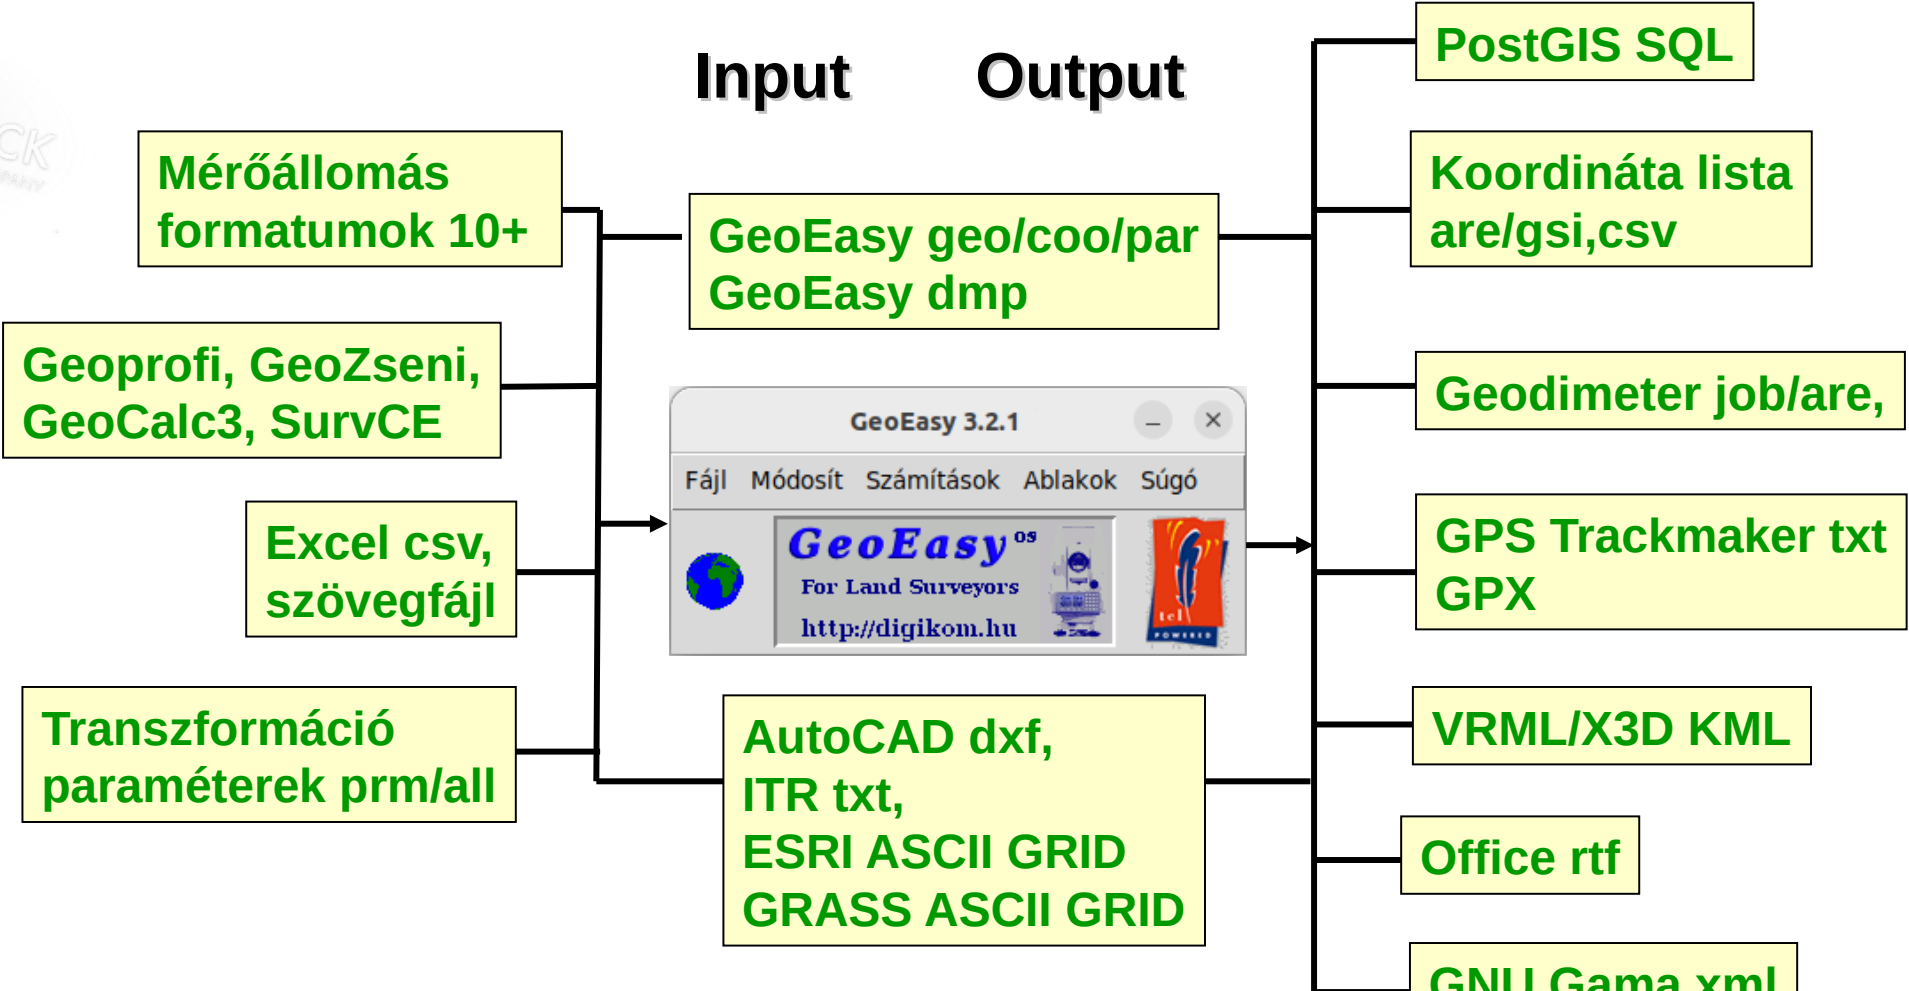 Input Output
PostGIS SQL
Mérőállomás
formatumok 10+
GeoEasy geo/coo/par
GeoEasy dmp
Koordináta lista
are/gsi,csv
Geoprofi, GeoZseni,
GeoCalc3, SurvCE
Geodimeter job/are,
GeoEasy 3.2.1
Fájl Módosít Számítások Ablakok Súgó
GeoEasy os
For Land Surveyors
http://digikom.hu
tcl
POWERED
Excel csv,
szövegfájl
GPS Trackmaker txt
GPX
Transzformáció
paraméterek prm/all
AutoCAD dxf,
ITR txt,
ESRI ASCII GRID
GRASS ASCII GRID
VRML/X3D KML
Office rtf
GNU Gama xml